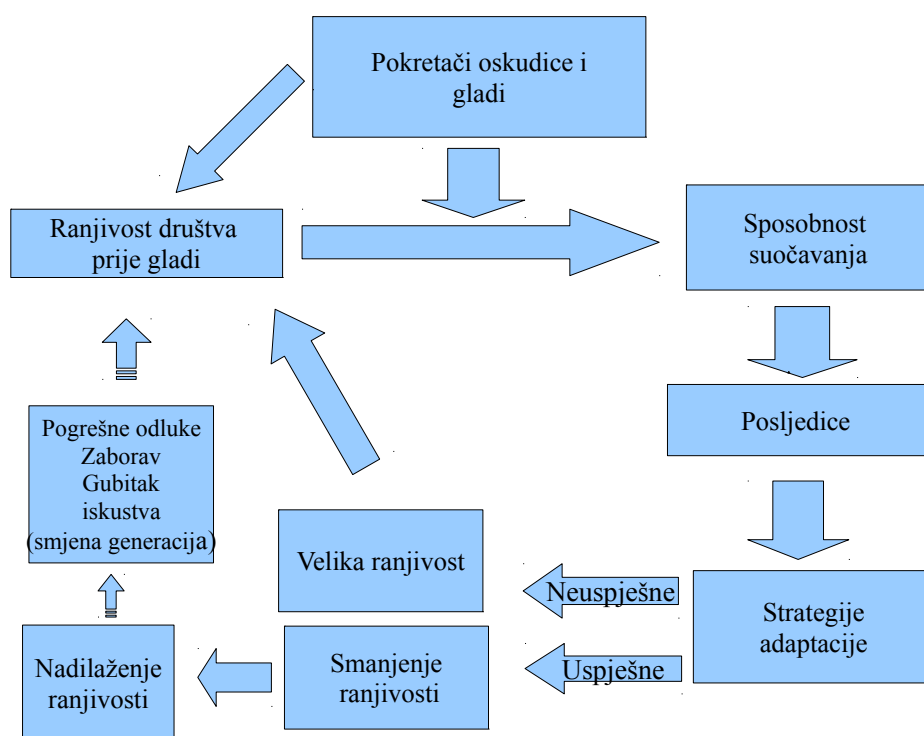 Pokretači oskudice i
gladi
Ranjivost društva
prije gladi
Sposobnost
suočavanja
Posljedice
Pogrešne odluke
Zaborav
Gubitak
iskustva
(smjena generacija)
Velika ranjivost
Neuspješne
Strategije
adaptacije
Uspješne
Smanjenje
ranjivosti
Nadilaženje
ranjivosti